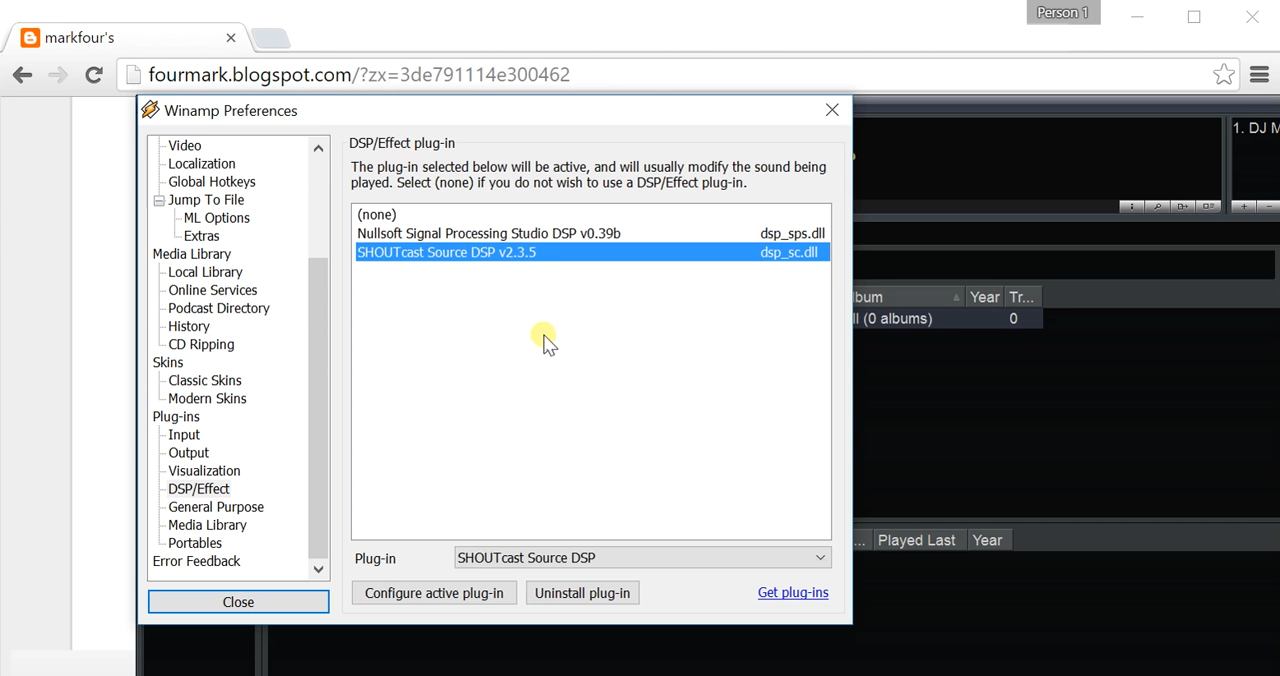 Person 1
markfour's
fourmark.blogspot.com/?zx=3de791114e300462
Winamp Preferences
Video
Localization
Global Hotkeys
Jump To File
ML Options
Extras
Media Library
Local Library
Online Services
Podcast Directory
History
CD Ripping
Skins
Classic Skins
Modern Skins
Plug-ins
Input
Output
Visualization
DSP/Effect
General Purpose
Media Library
Portables
Error Feedback
Close
DSP/Effect plug-in
The plug-in selected below will be active, and will usually modify the sound being
played. Select (none) if you do not wish to use a DSP/Effect plug-in.
(none)
Nullsoft Signal Processing Studio DSP v0.39b dsp_sps.dll
SHOUTcast Source DSP v2.3.5 dsp_sc.dll
Plug-in SHOUTcast Source DSP
Configure active plug-in Uninstall plug-in Get plug-ins
1. DJ M
lbum Year Tr...
ll (0 albums) 0
... Played Last Year